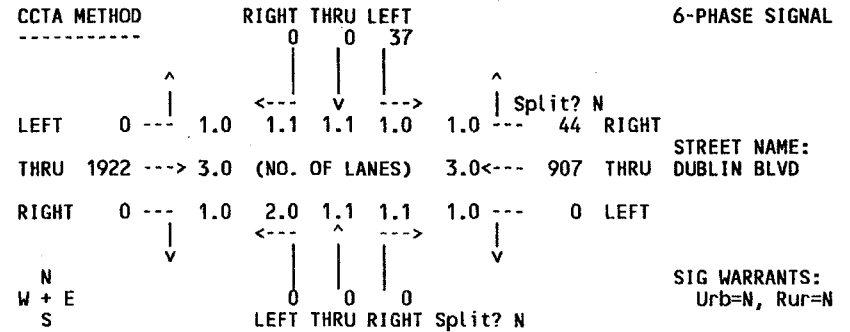 CCTA METHOD RIGHT THRU LEFT 6-PHASE SIGNAL
----------- 0 0 37
^ | | | ^
| <--- v ---> | Split? N
LEFT 0 --- 1.0 1.1 1.1 1.0 1.0 --- 44 RIGHT
STREET NAME:
THRU 1922 ---> 3.0 (NO. OF LANES) 3.0<--- 907 THRU DUBLIN BLVD
RIGHT 0 --- 1.0 2.0 1.1 1.1 1.0 --- 0 LEFT
| <--- ^ ---> |
v | | | v
N SIG WARRANTS:
W + E 0 0 0 Urb=N, Rur=N
S LEFT THRU RIGHT Split? N